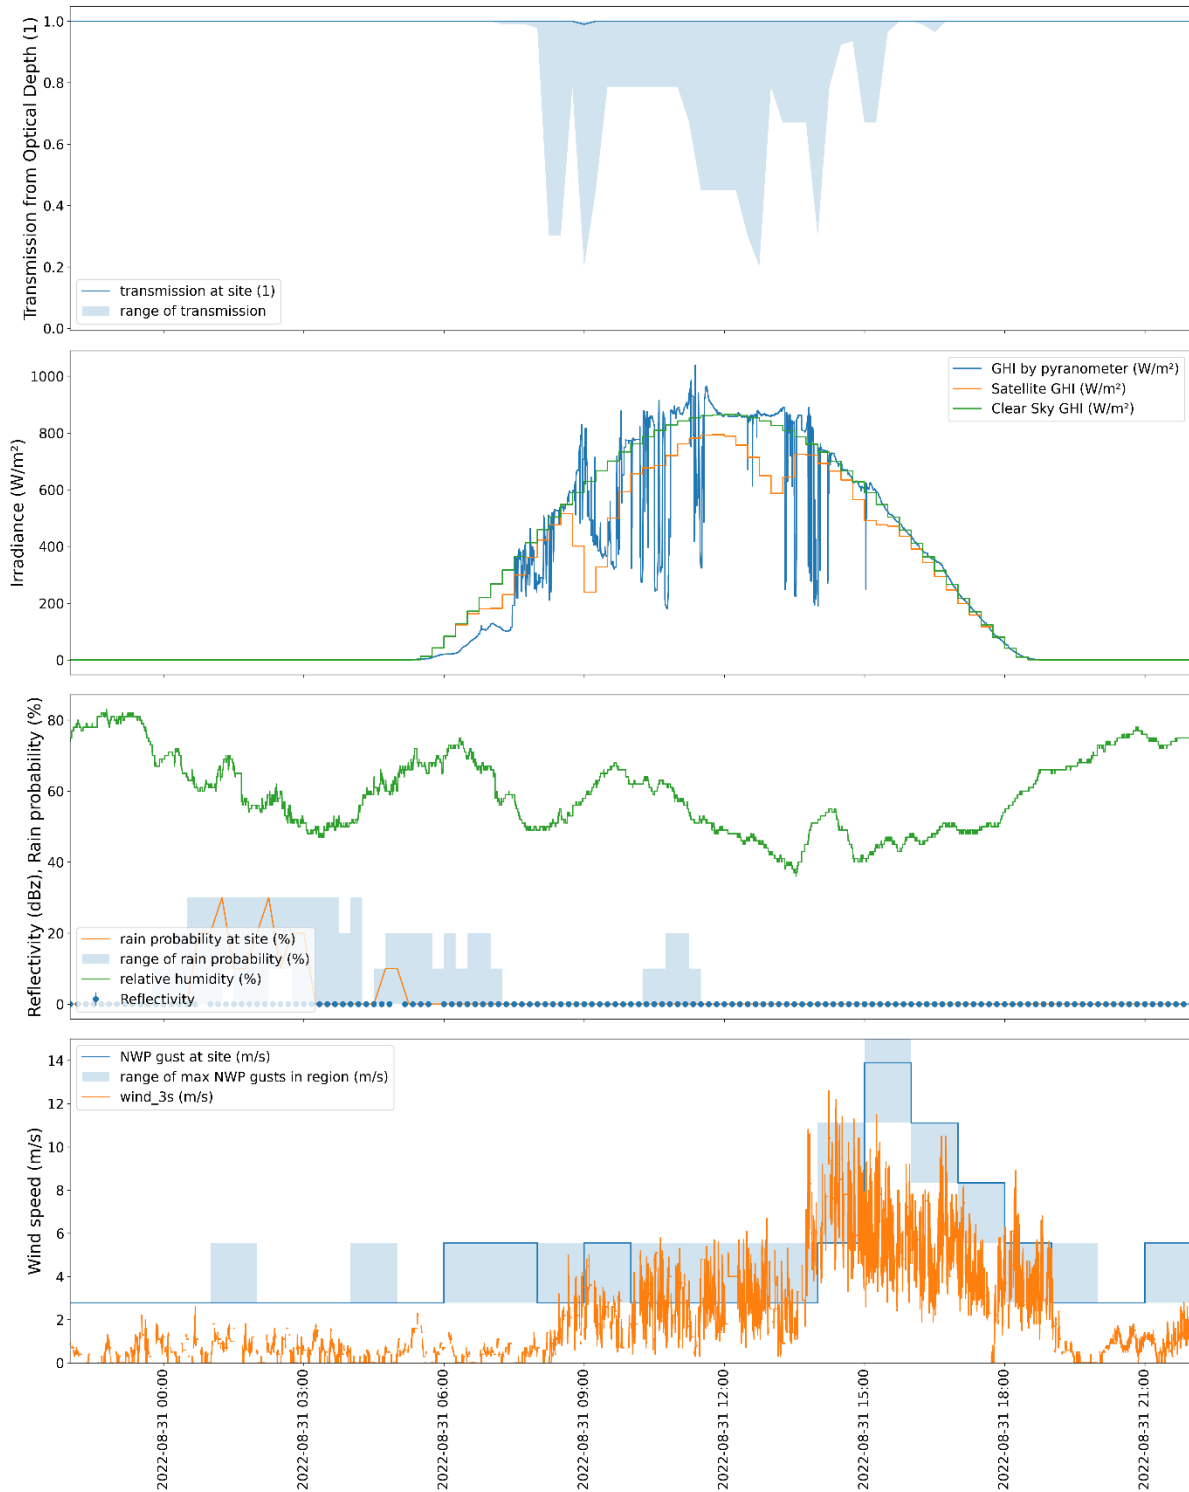 Transmission from Optical Depth (1)
1.0
0.8
0.6
0.4
0.2
0.0
transmission at site (1)
range of transmission
Irradiance (W/m²)
1000
800
600
400
200
0
GHI by pyranometer (W/m²)
Satellite GHI (W/m²)
Clear Sky GHI (W/m²)
Reflectivity (dBz), Rain probability (%)
80
60
40
20
0
rain probability at site (%)
range of rain probability (%)
relative humidity (%)
Reflectivity
Wind speed (m/s)
14
12
10
8
6
4
2
0
NWP gust at site (m/s)
range of max NWP gusts in region (m/s)
wind_3s (m/s)
2022-08-31 00:00
2022-08-31 03:00
2022-08-31 06:00
2022-08-31 09:00
2022-08-31 12:00
2022-08-31 15:00
2022-08-31 18:00
2022-08-31 21:00